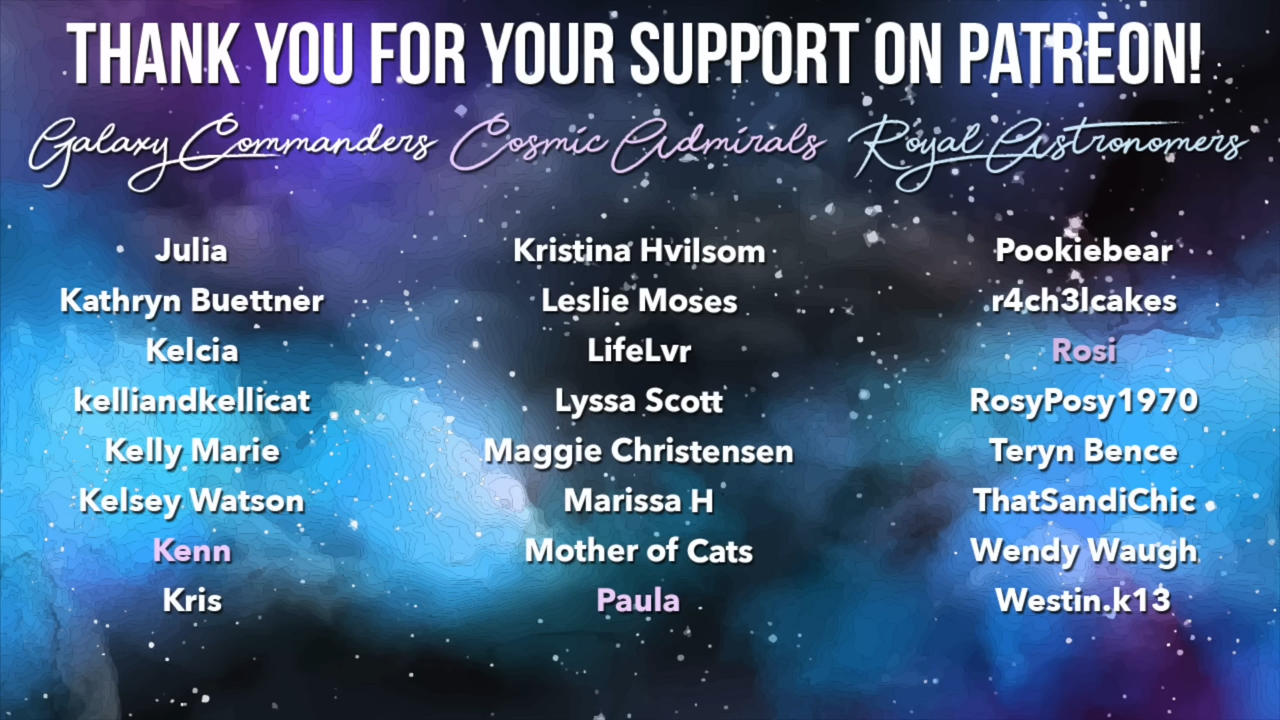 THANK YOU FOR YOUR SUPPORT ON PATREON!
Galaxy Commanders Cosmic Admirals Royal Astronomers
Julia Kristina Hvilsom Pookiebear
Kathryn Buettner Leslie Moses r4ch3lcakes
Kelcia LifeLvr Rosi
kelliandkellicat Lyssa Scott RosyPosy1970
Kelly Marie Maggie Christensen Teryn Bence
Kelsey Watson Marissa H ThatSandiChic
Kenn Mother of Cats Wendy Waugh
Kris Paula Westin.k13